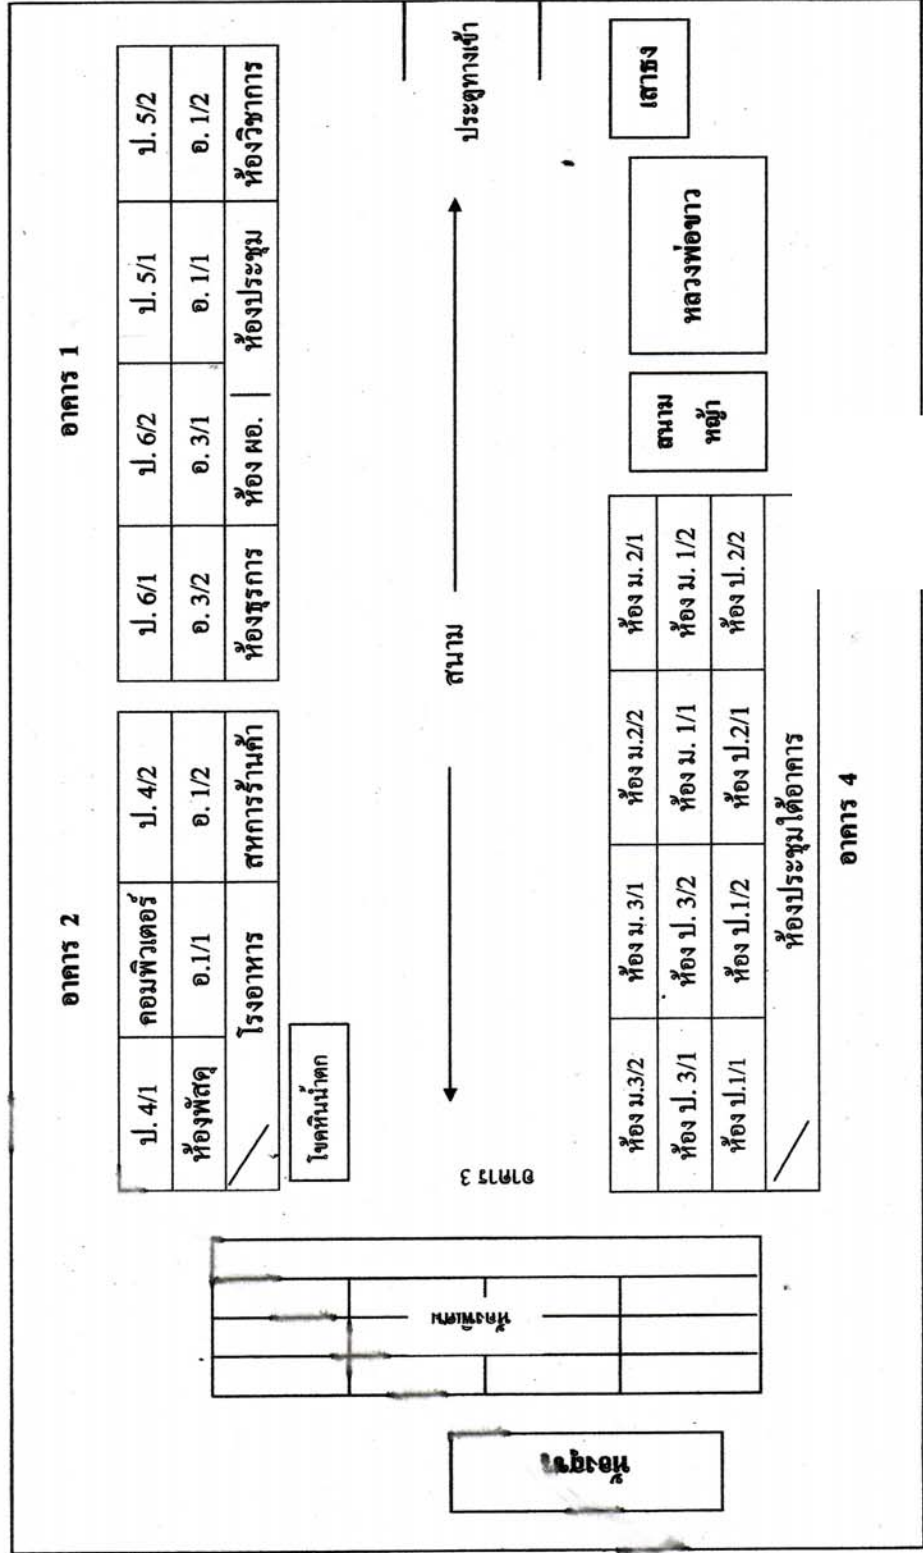 อาคาร 2
อาคาร 1
ป. 4/1 คอมพิวเตอร์ ป. 4/2
ห้องพัสดุ อ.1/1 อ. 1/2
โรงอาหาร สหการร้านค้า
ป. 6/1 ป. 6/2 ป. 5/1 ป. 5/2
อ. 3/2 อ. 3/1 อ. 1/1 อ. 1/2
ห้องธุรการ ห้อง ผอ. ห้องประชุม ห้องวิชาการ
โขดหินน้ำตก
ประตูทางเข้า
สนาม
อาคาร 3
ห้องพิเศษ
ห้อง ม.3/2 ห้อง ม. 3/1 ห้อง ม.2/2 ห้อง ม. 2/1
ห้อง ป. 3/1 ห้อง ป. 3/2 ห้อง ม. 1/1 ห้อง ม. 1/2
ห้อง ป.1/1 ห้อง ป.1/2 ห้อง ป.2/1 ห้อง ป. 2/2
ห้องประชุมใต้อาคาร
อาคาร 4
สนาม
หญ้า
หลวงพ่อขาว
เสาธง